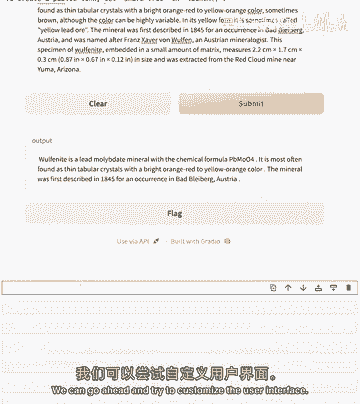 found as thin tabular crystals with a bright orange-red to yellow-orange color, sometimes
brown, although the color can be highly variable. In its yellow form it is sometimes called
"yellow lead ore". The mineral was first described in 1845 for an occurrence in Bad Bleiberg,
Austria, and was named after Franz Xaver von Wulfen, an Austrian mineralogist. This
specimen of wulfenite, embedded in a small amount of matrix, measures 2.2 cm × 1.7 cm ×
0.3 cm (0.87 in × 0.67 in × 0.12 in) in size and was extracted from the Red Cloud mine near
Yuma, Arizona.
Clear
Submit
output
Wulfenite is a lead molybdate mineral with the chemical formula PbMoO4 . It is most often
found as thin tabular crystals with a bright orange-red to yellow-orange color . The mineral
was first described in 1845 for an occurrence in Bad Bleiberg, Austria .
Flag
Use via API
Built with Gradio
我们可以尝试自定义用户界面。
We can go ahead and try to customize the user interface.